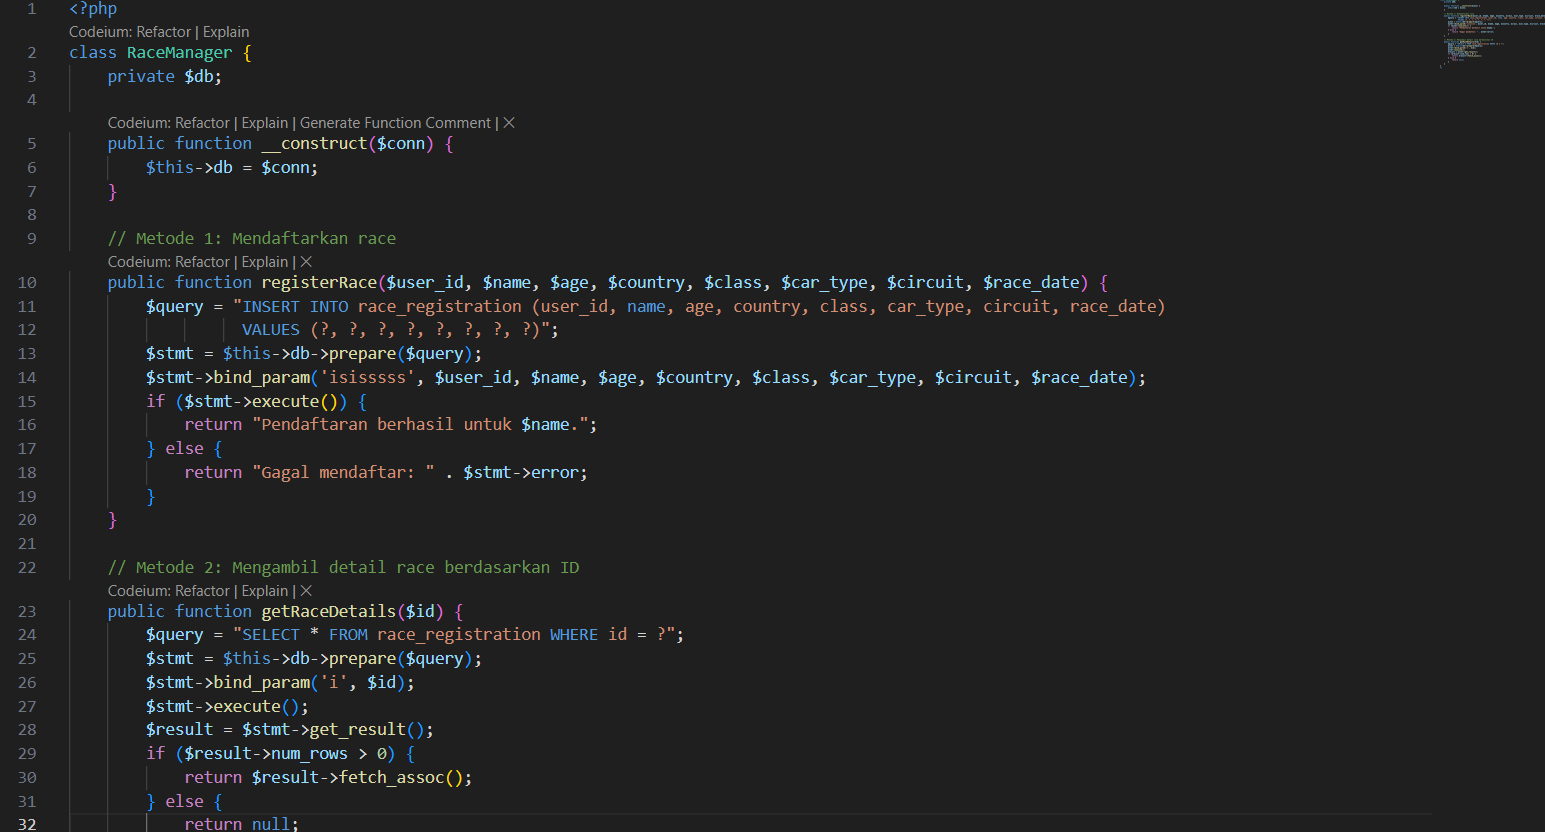 1 <?php
Codeium: Refactor | Explain
2 class RaceManager {
3 private $db;
4
Codeium: Refactor | Explain | Generate Function Comment | ×
5 public function __construct($conn) {
6 $this->db = $conn;
7 }
8
9 // Metode 1: Mendaftarkan race
Codeium: Refactor | Explain | ×
10 public function registerRace($user_id, $name, $age, $country, $class, $car_type, $circuit, $race_date) {
11 $query = "INSERT INTO race_registration (user_id, name, age, country, class, car_type, circuit, race_date)
12 VALUES (?, ?, ?, ?, ?, ?, ?, ?)";
13 $stmt = $this->db->prepare($query);
14 $stmt->bind_param('isisssss', $user_id, $name, $age, $country, $class, $car_type, $circuit, $race_date);
15 if ($stmt->execute()) {
16 return "Pendaftaran berhasil untuk $name.";
17 } else {
18 return "Gagal mendaftar: " . $stmt->error;
19 }
20 }
21
22 // Metode 2: Mengambil detail race berdasarkan ID
Codeium: Refactor | Explain | ×
23 public function getRaceDetails($id) {
24 $query = "SELECT * FROM race_registration WHERE id = ?";
25 $stmt = $this->db->prepare($query);
26 $stmt->bind_param('i', $id);
27 $stmt->execute();
28 $result = $stmt->get_result();
29 if ($result->num_rows > 0) {
30 return $result->fetch_assoc();
31 } else {
32 return null;